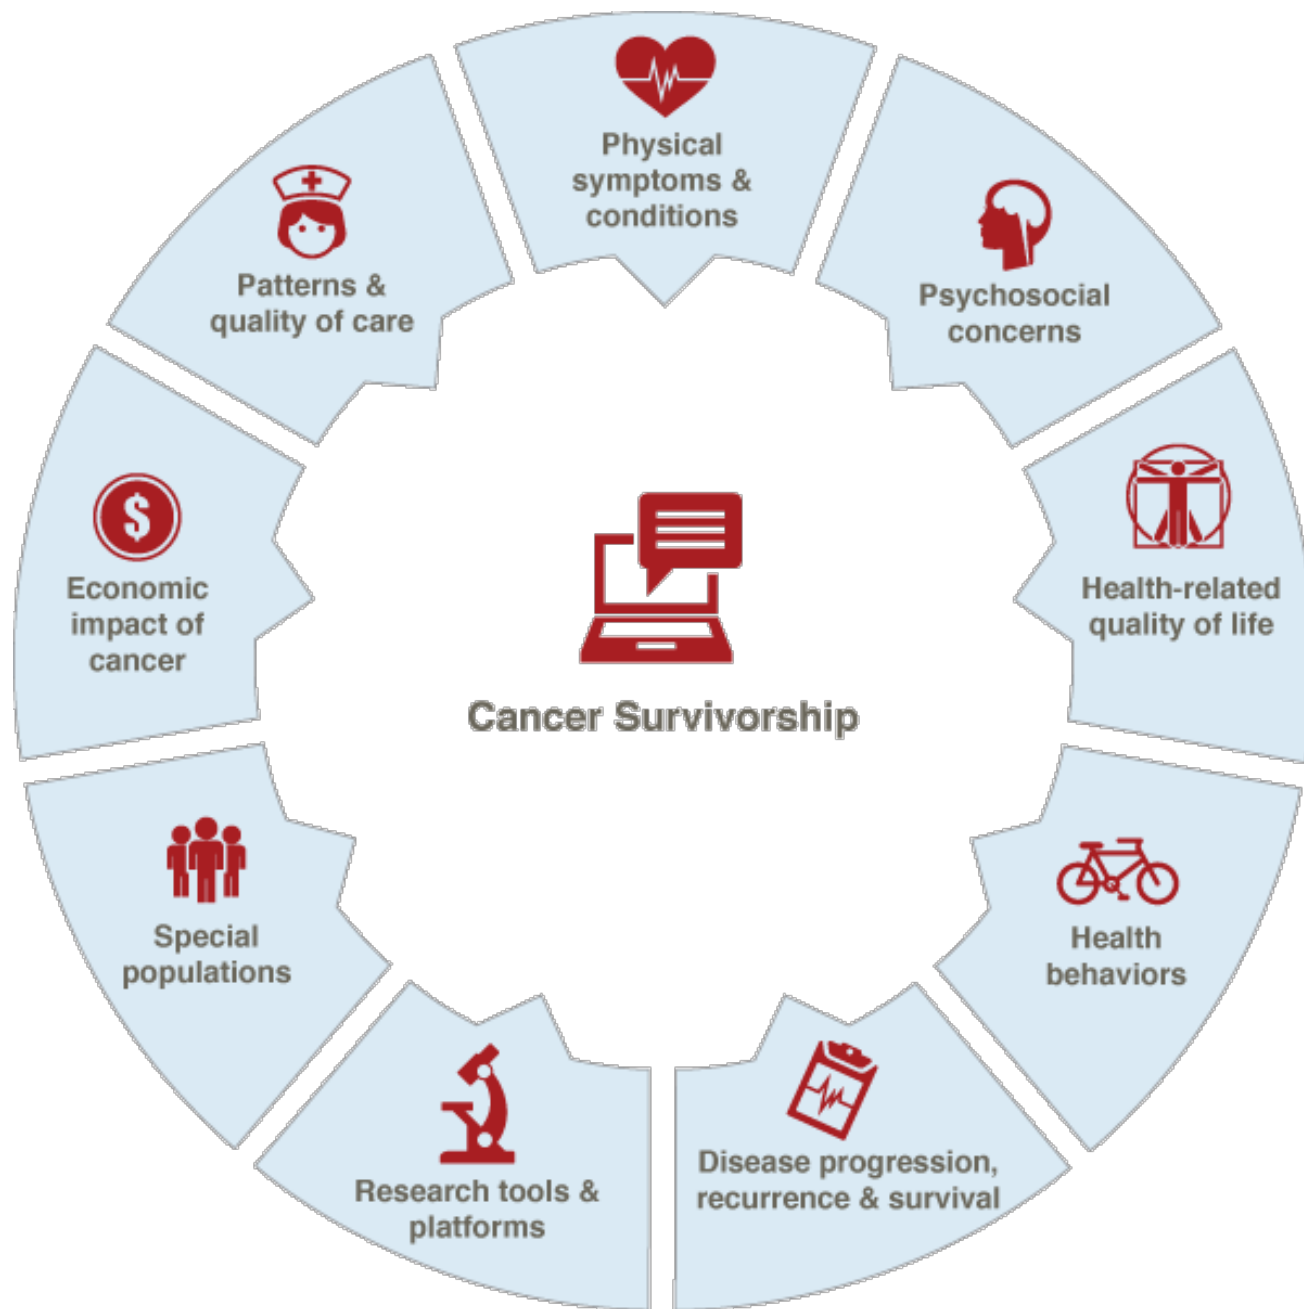 Physical
symptoms &
conditions
Psychosocial
concerns
Health-related
quality of life
Health
behaviors
Disease progression,
recurrence & survival
Research tools &
platforms
Special
populations
$
Economic
impact of
cancer
Patterns &
quality of care
Cancer Survivorship